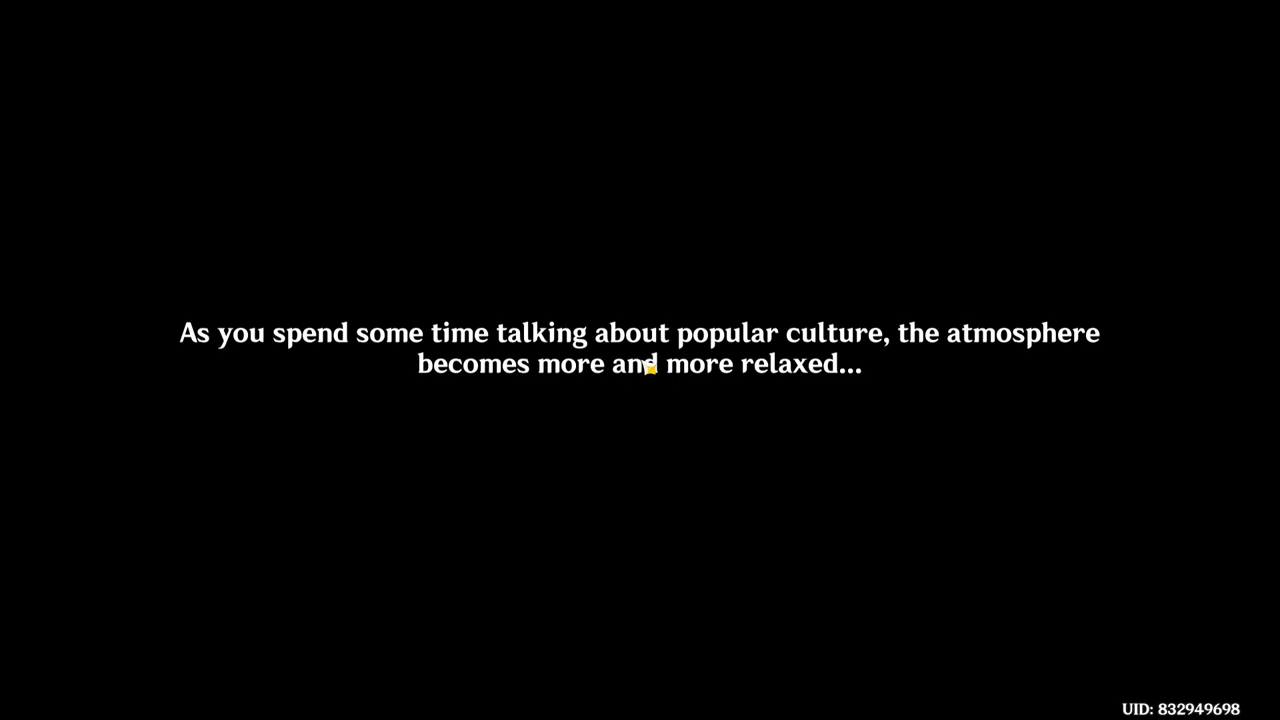 As you spend some time talking about popular culture, the atmosphere
becomes more and more relaxed...
UID: 832949698